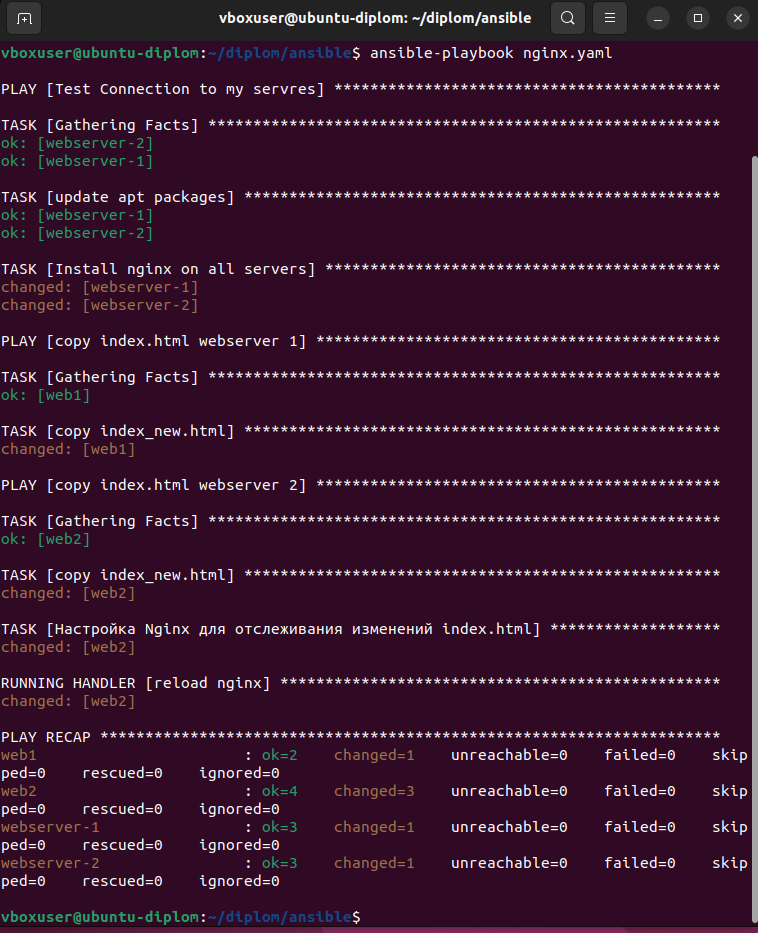 vboxuser@ubuntu-diplom: ~/diplom/ansible
vboxuser@ubuntu-diplom:~/diplom/ansible$ ansible-playbook nginx.yaml
PLAY [Test Connection to my servres] *******************************************
TASK [Gathering Facts] *********************************************************
ok: [webserver-2]
ok: [webserver-1]
TASK [update apt packages] *****************************************************
ok: [webserver-1]
ok: [webserver-2]
TASK [Install nginx on all servers] ********************************************
changed: [webserver-1]
changed: [webserver-2]
PLAY [copy index.html webserver 1] *********************************************
TASK [Gathering Facts] *********************************************************
ok: [web1]
TASK [copy index_new.html] *****************************************************
changed: [web1]
PLAY [copy index.html webserver 2] *********************************************
TASK [Gathering Facts] *********************************************************
ok: [web2]
TASK [copy index_new.html] *****************************************************
changed: [web2]
TASK [Настройка Nginx для отслеживания изменений index.html] *******************
changed: [web2]
RUNNING HANDLER [reload nginx] *************************************************
changed: [web2]
PLAY RECAP *********************************************************************
web1                       : ok=2    changed=1    unreachable=0    failed=0    skip
ped=0    rescued=0    ignored=0
web2                       : ok=4    changed=3    unreachable=0    failed=0    skip
ped=0    rescued=0    ignored=0
webserver-1                : ok=3    changed=1    unreachable=0    failed=0    skip
ped=0    rescued=0    ignored=0
webserver-2                : ok=3    changed=1    unreachable=0    failed=0    skip
ped=0    rescued=0    ignored=0
vboxuser@ubuntu-diplom:~/diplom/ansible$